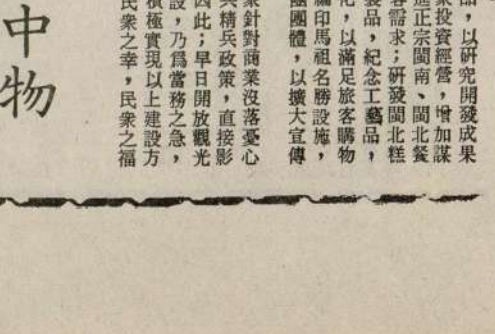 品，以研究開發成果
家投資經營，增加謀
進正宗閩南、閩北餐
客需求；研發閩北糕
製品，紀念工藝品，
化，以滿足旅客購物
編印馬祖名勝設施，
團團體，以擴大宣傳
衆針對商業沒落憂心
與精兵政策，直接影
因此；早日開放觀光
設，乃爲當務之急，
積極實現以上建設方
民衆之幸，民衆之福
中物